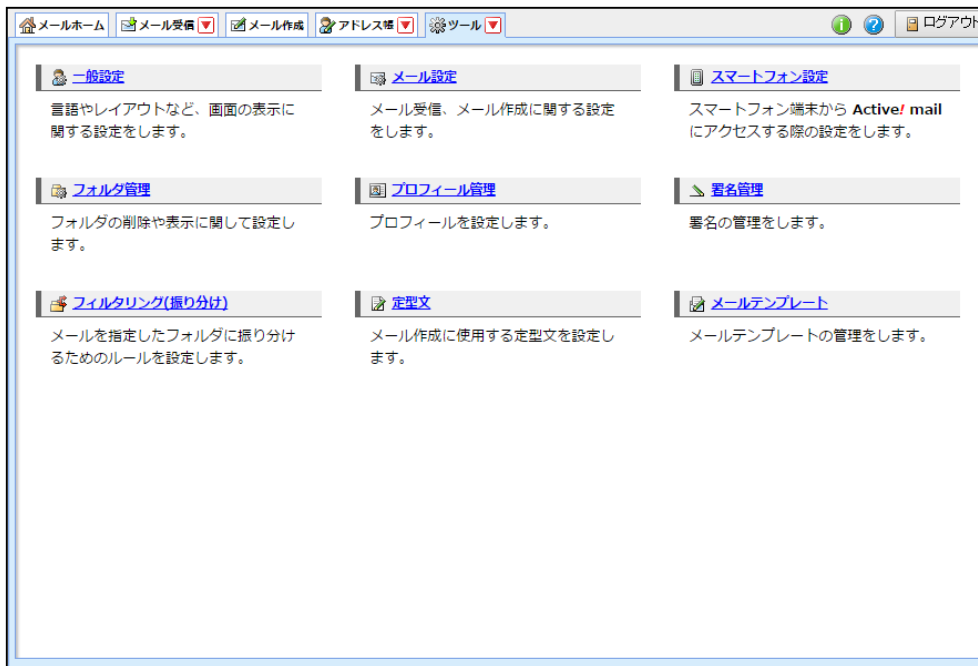 メールホーム メール受信 メール作成 アドレス帳 ツール ログアウト
一般設定
言語やレイアウトなど、画面の表示に
関する設定をします。
メール設定
メール受信、メール作成に関する設定
をします。
スマートフォン設定
スマートフォン端末から Active! mail
にアクセスする際の設定をします。
フォルダ管理
フォルダの削除や表示に関して設定し
ます。
プロフィール管理
プロフィールを設定します。
署名管理
署名の管理をします。
フィルタリング(振り分け)
メールを指定したフォルダに振り分け
るためのルールを設定します。
定型文
メール作成に使用する定型文を設定し
ます。
メールテンプレート
メールテンプレートの管理をします。